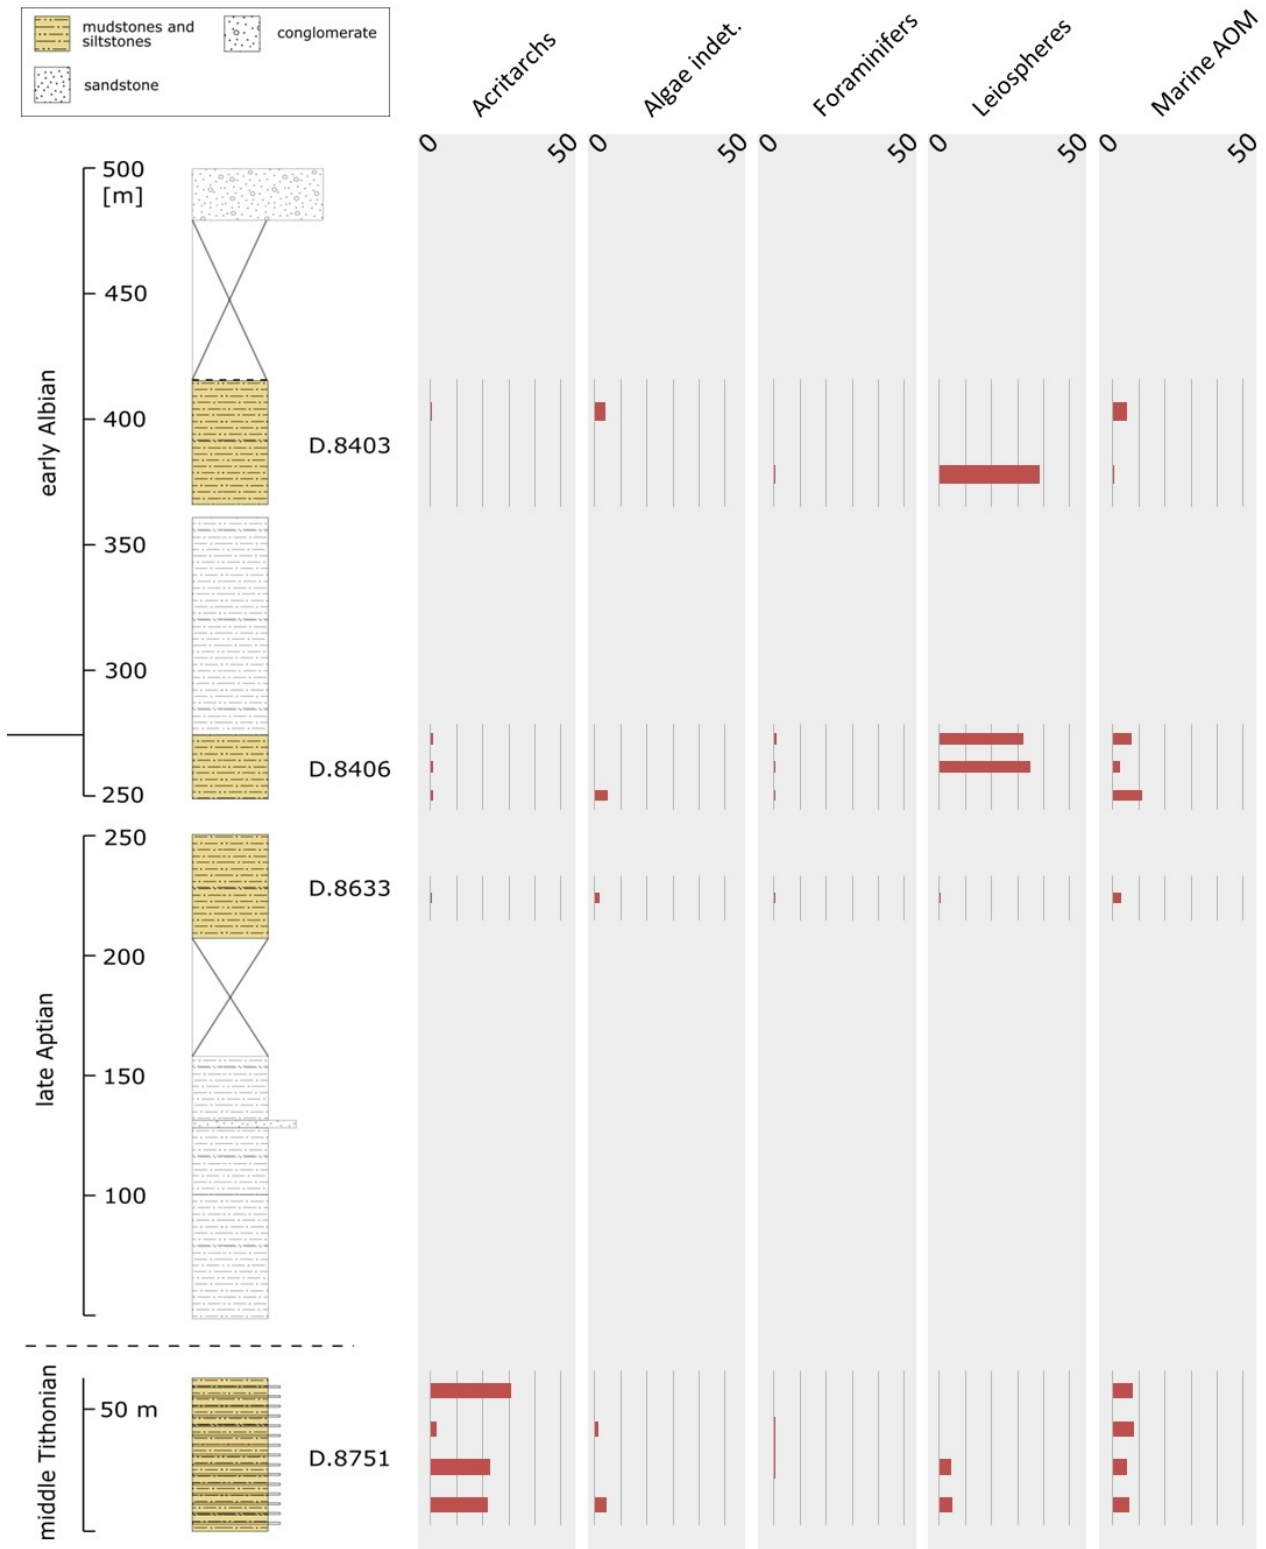 mudstones and
siltstones
conglomerate
sandstone
Acritarchs
Algae indet.
Foraminifers
Leiospheres
Marine AOM
0 50 0 50 0 50 0 50 0 50
500
[m]
450
early Albian
400
D.8403
350
300
D.8406
250
250
D.8633
200
late Aptian
150
100
middle Tithonian
50 m
D.8751